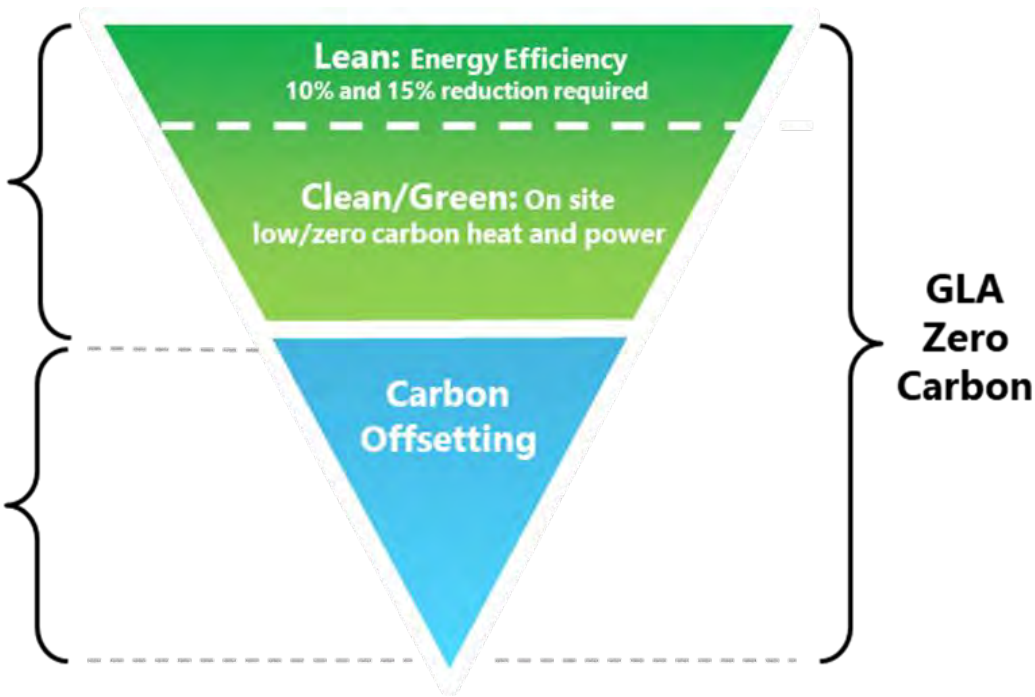 Lean: Energy Efficiency
10% and 15% reduction required
Clean/Green: On site
low/zero carbon heat and power
Carbon
Offsetting
GLA
Zero
Carbon